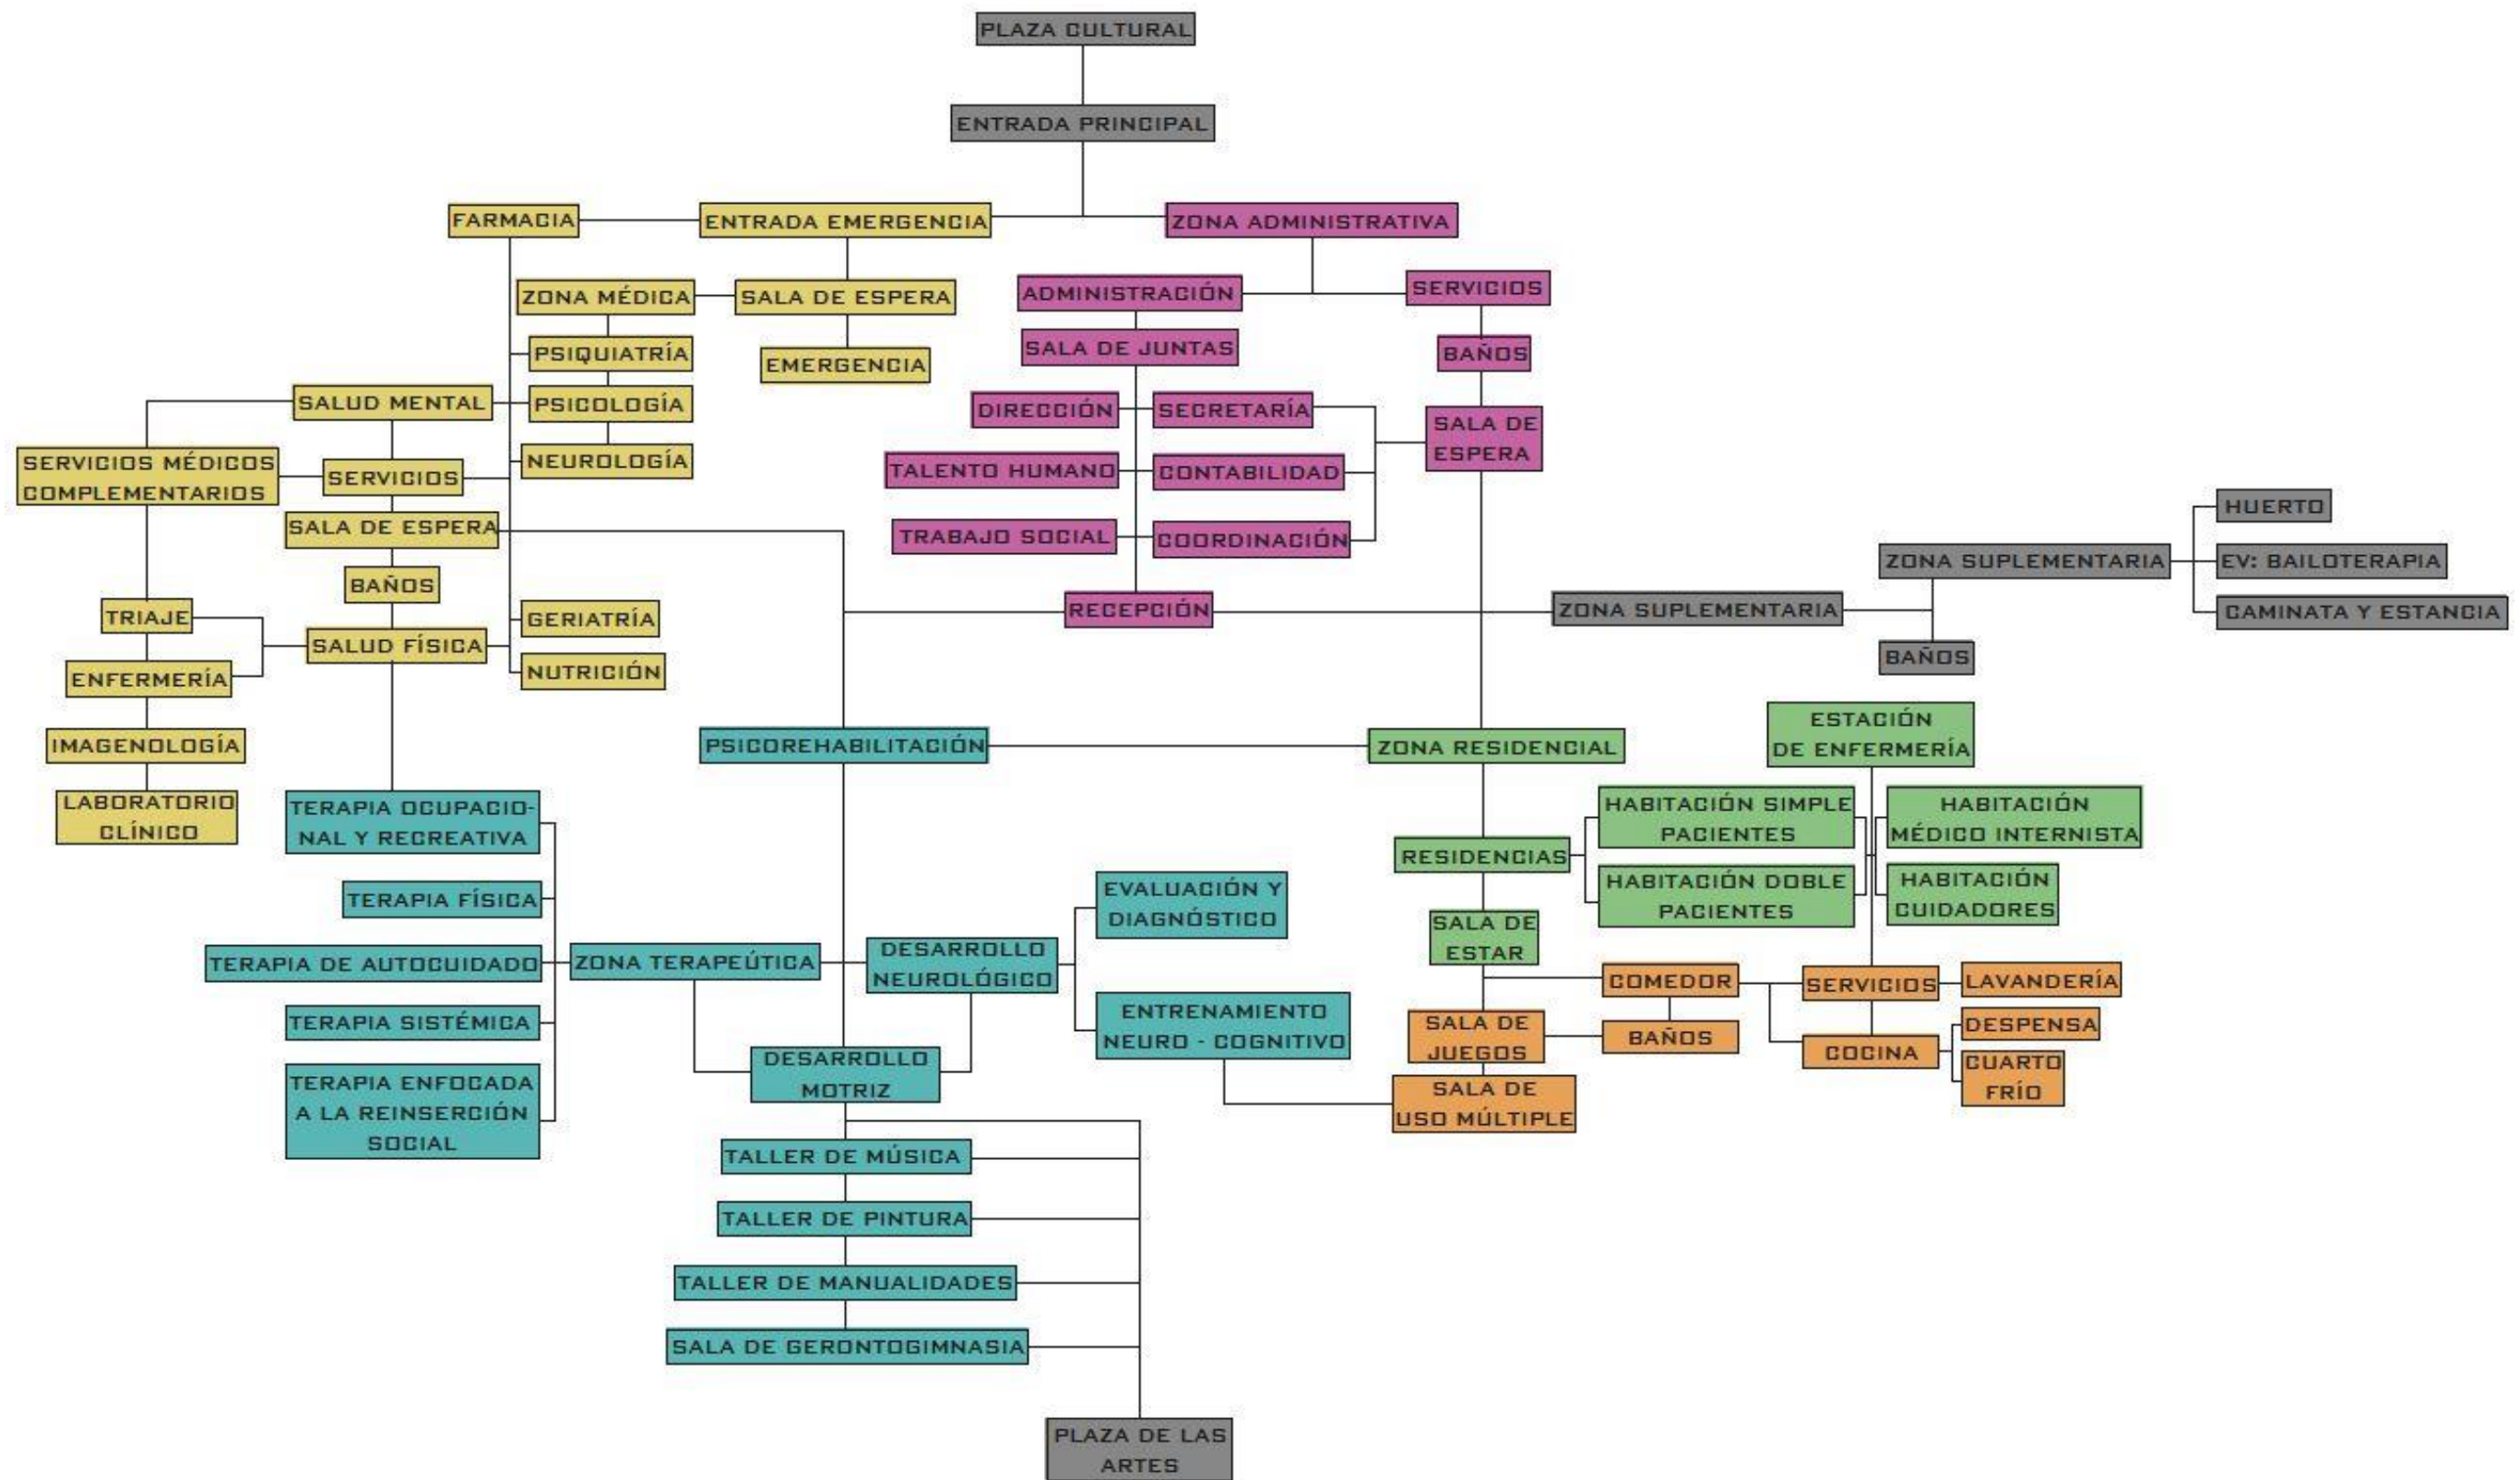 PLAZA CULTURAL
ENTRADA PRINCIPAL
FARMACIA
ENTRADA EMERGENCIA
ZONA ADMINISTRATIVA
ZONA MÉDICA
SALA DE ESPERA
ADMINISTRACIÓN
SERVICIOS
PSIQUIATRÍA
EMERGENCIA
SALA DE JUNTAS
BAÑOS
SALUD MENTAL
PSICOLOGÍA
DIRECCIÓN
SECRETARÍA
SALA DE
ESPERA
SERVICIOS MÉDICOS
COMPLEMENTARIOS
SERVICIOS
NEUROLOGÍA
TALENTO HUMANO
CONTABILIDAD
HUERTO
SALA DE ESPERA
TRABAJO SOCIAL
COORDINACIÓN
ZONA SUPLEMENTARIA
EV: BAILOTERAPIA
BAÑOS
TRIAJE
GERIATRÍA
RECEPCIÓN
ZONA SUPLEMENTARIA
CAMINATA Y ESTANCIA
SALUD FÍSICA
BAÑOS
ENFERMERÍA
NUTRICIÓN
IMAGENOLOGÍA
PSICOREHABILITACIÓN
ZONA RESIDENCIAL
ESTACIÓN
DE ENFERMERÍA
LABORATORIO
CLÍNICO
TERAPIA OCUPACIO-
NAL Y RECREATIVA
HABITACIÓN SIMPLE
PACIENTES
HABITACIÓN
MÉDICO INTERNISTA
RESIDENCIAS
TERAPIA FÍSICA
EVALUACIÓN Y
DIAGNÓSTICO
HABITACIÓN DOBLE
PACIENTES
HABITACIÓN
CUIDADORES
SALA DE
ESTAR
TERAPIA DE AUTOCUIDADO
ZONA TERAPEÚTICA
DESARROLLO
NEUROLÓGICO
COMEDOR
SERVICIOS
LAVANDERÍA
TERAPIA SISTÉMICA
ENTRENAMIENTO
NEURO - COGNITIVO
SALA DE
JUEGOS
BAÑOS
COCINA
DESPENSA
CUARTO
FRÍO
TERAPIA ENFOCADA
A LA REINSERCIÓN
SOCIAL
DESARROLLO
MOTRIZ
SALA DE
USO MÚLTIPLE
TALLER DE MÚSICA
TALLER DE PINTURA
TALLER DE MANUALIDADES
SALA DE GERONTOGIMNASIA
PLAZA DE LAS
ARTES